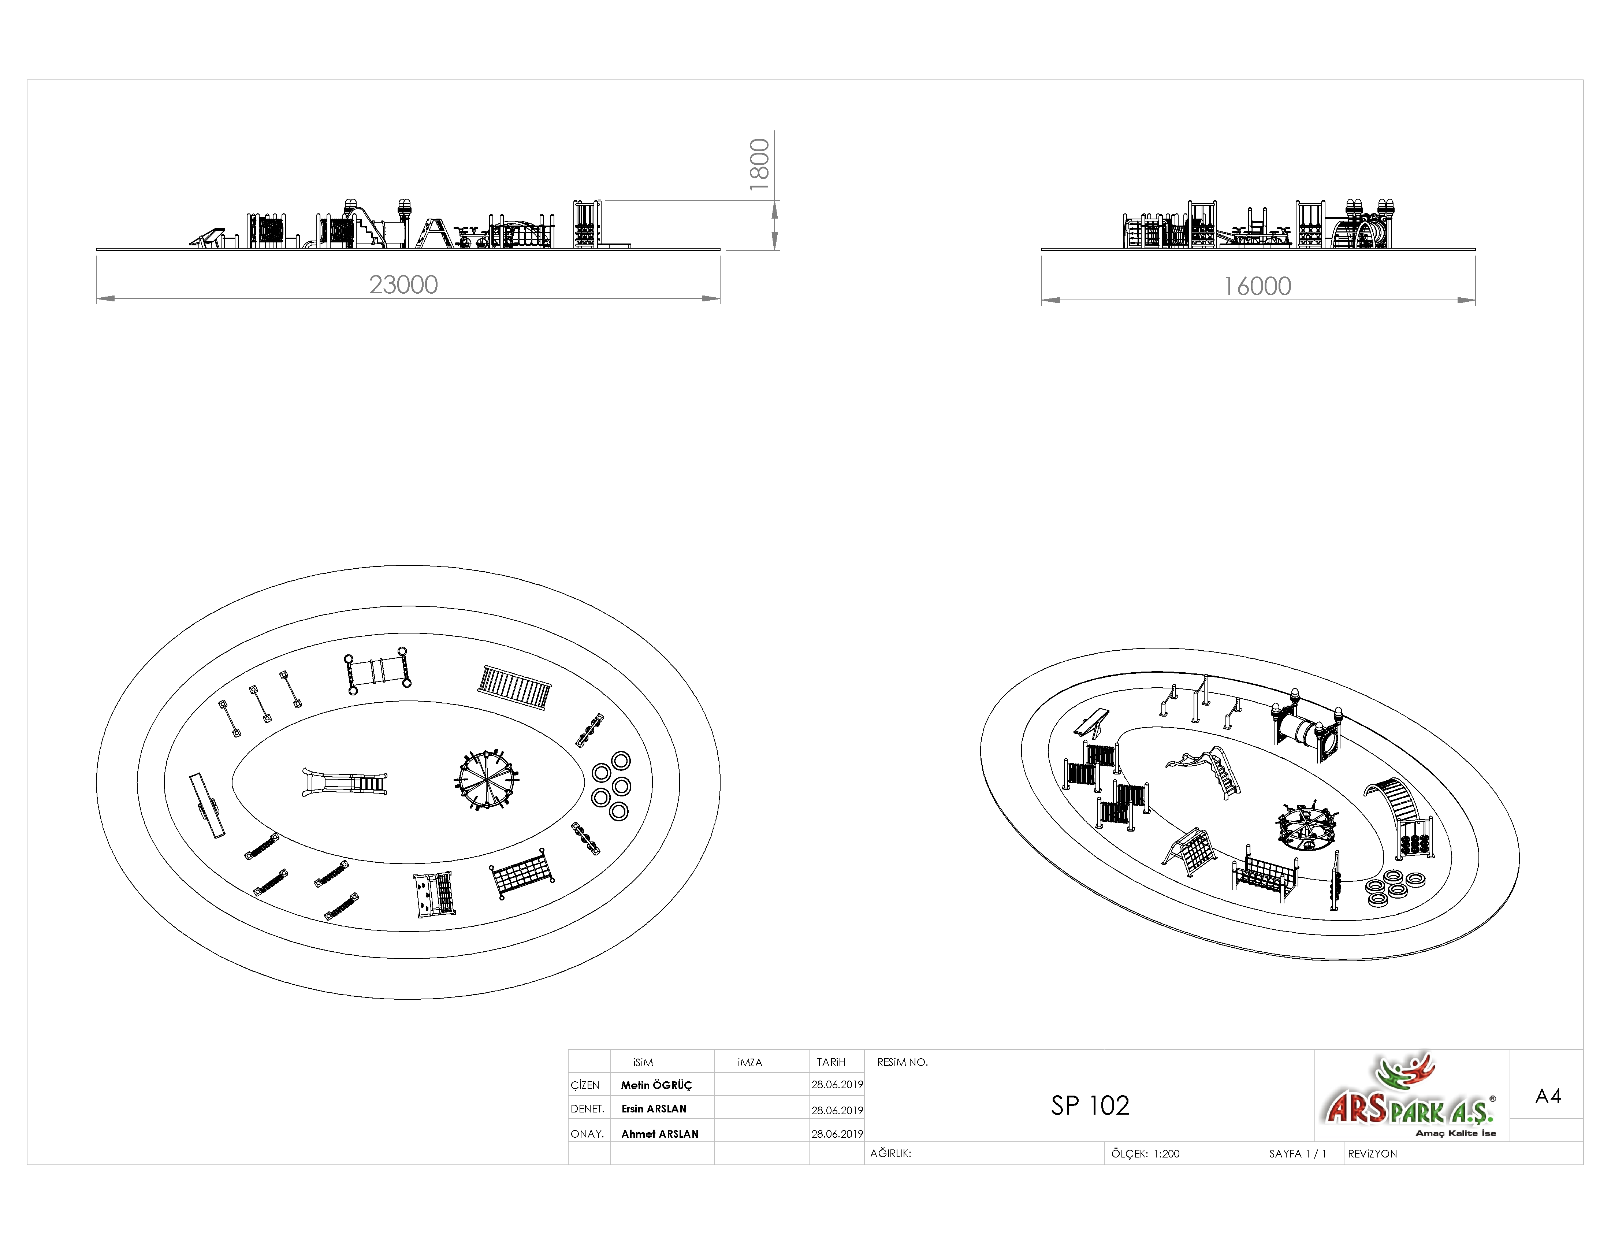 1800
23000
16000
İSİM İMZA TARİH RESİM NO.
ÇİZEN Metin ÖGRÜÇ 28.06.2019
DENET. Ersin ARSLAN 28.06.2019
ONAY. Ahmet ARSLAN 28.06.2019
SP 102
ARSPARK A.Ş.®
Amaç Kalite İse
A4
AĞIRLIK: ÖLÇEK: 1:200 SAYFA 1 / 1 REVİZYON